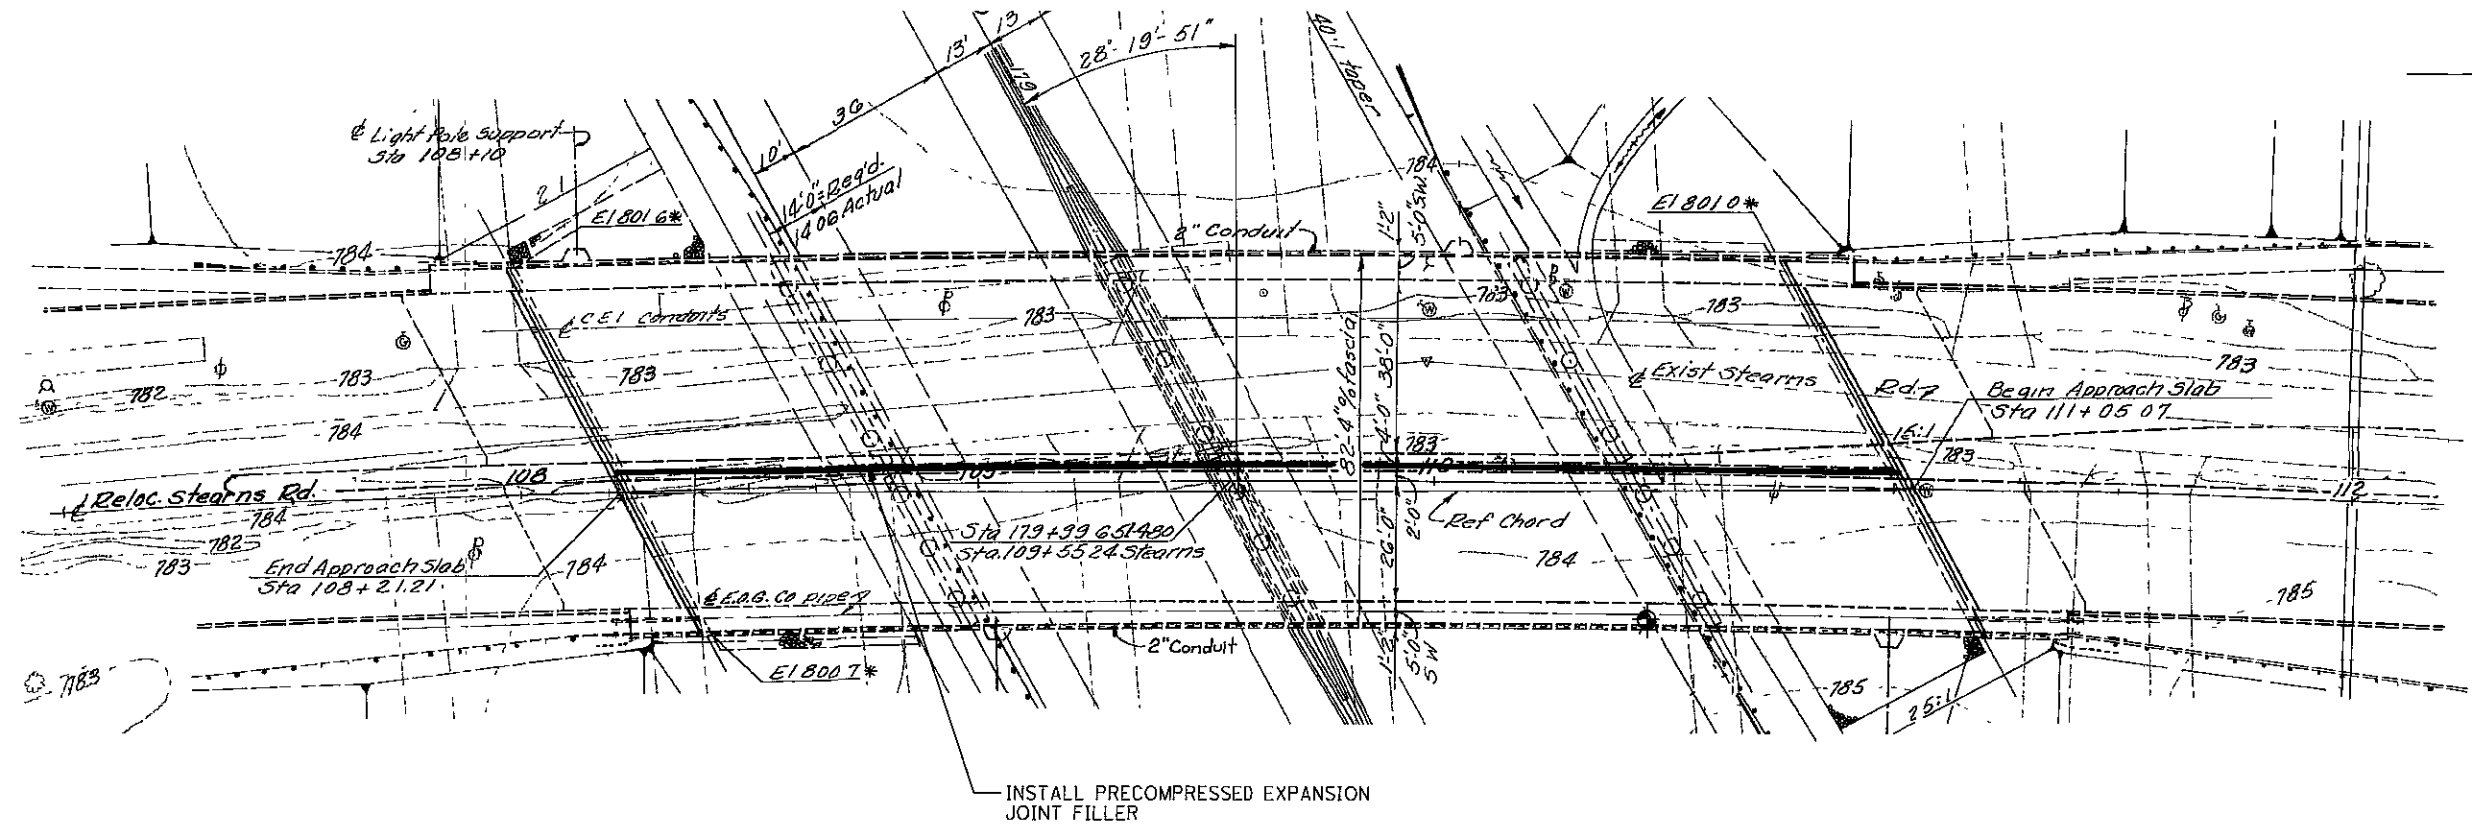 13'
13
28°-19'-51"
179
40:1 taper
36
10'
₵ Light Pole Support
Sta 108+10
2:1
14'-0"=Req'd.
14.06 Actual
784
El 801 6*
El 801 0*
2" Conduit
1'-2"
5'-0" S.W.
784
₵ C.E.I Conduits
783
783
783
783
783
783
782
784
82'-4" o/o fascia
38'-0"
4'-0"
₵ Exist Stearns Rd.
Begin Approach Slab
Sta 111+05 07
16:1
783
783
108
109
110
112
₵ Reloc. Stearns Rd.
784
782
783
Ref Chord
26'-0"
2'-0"
Sta 179+99 65 I-480
Sta. 109+55 24 Stearns
784
End Approach Slab
Sta 108+21.21
784
₵ E.O.G. Co pipe
785
2" Conduit
1'-2"
5'-0"
S W
El 800 7*
783
785
25:1
INSTALL PRECOMPRESSED EXPANSION
JOINT FILLER